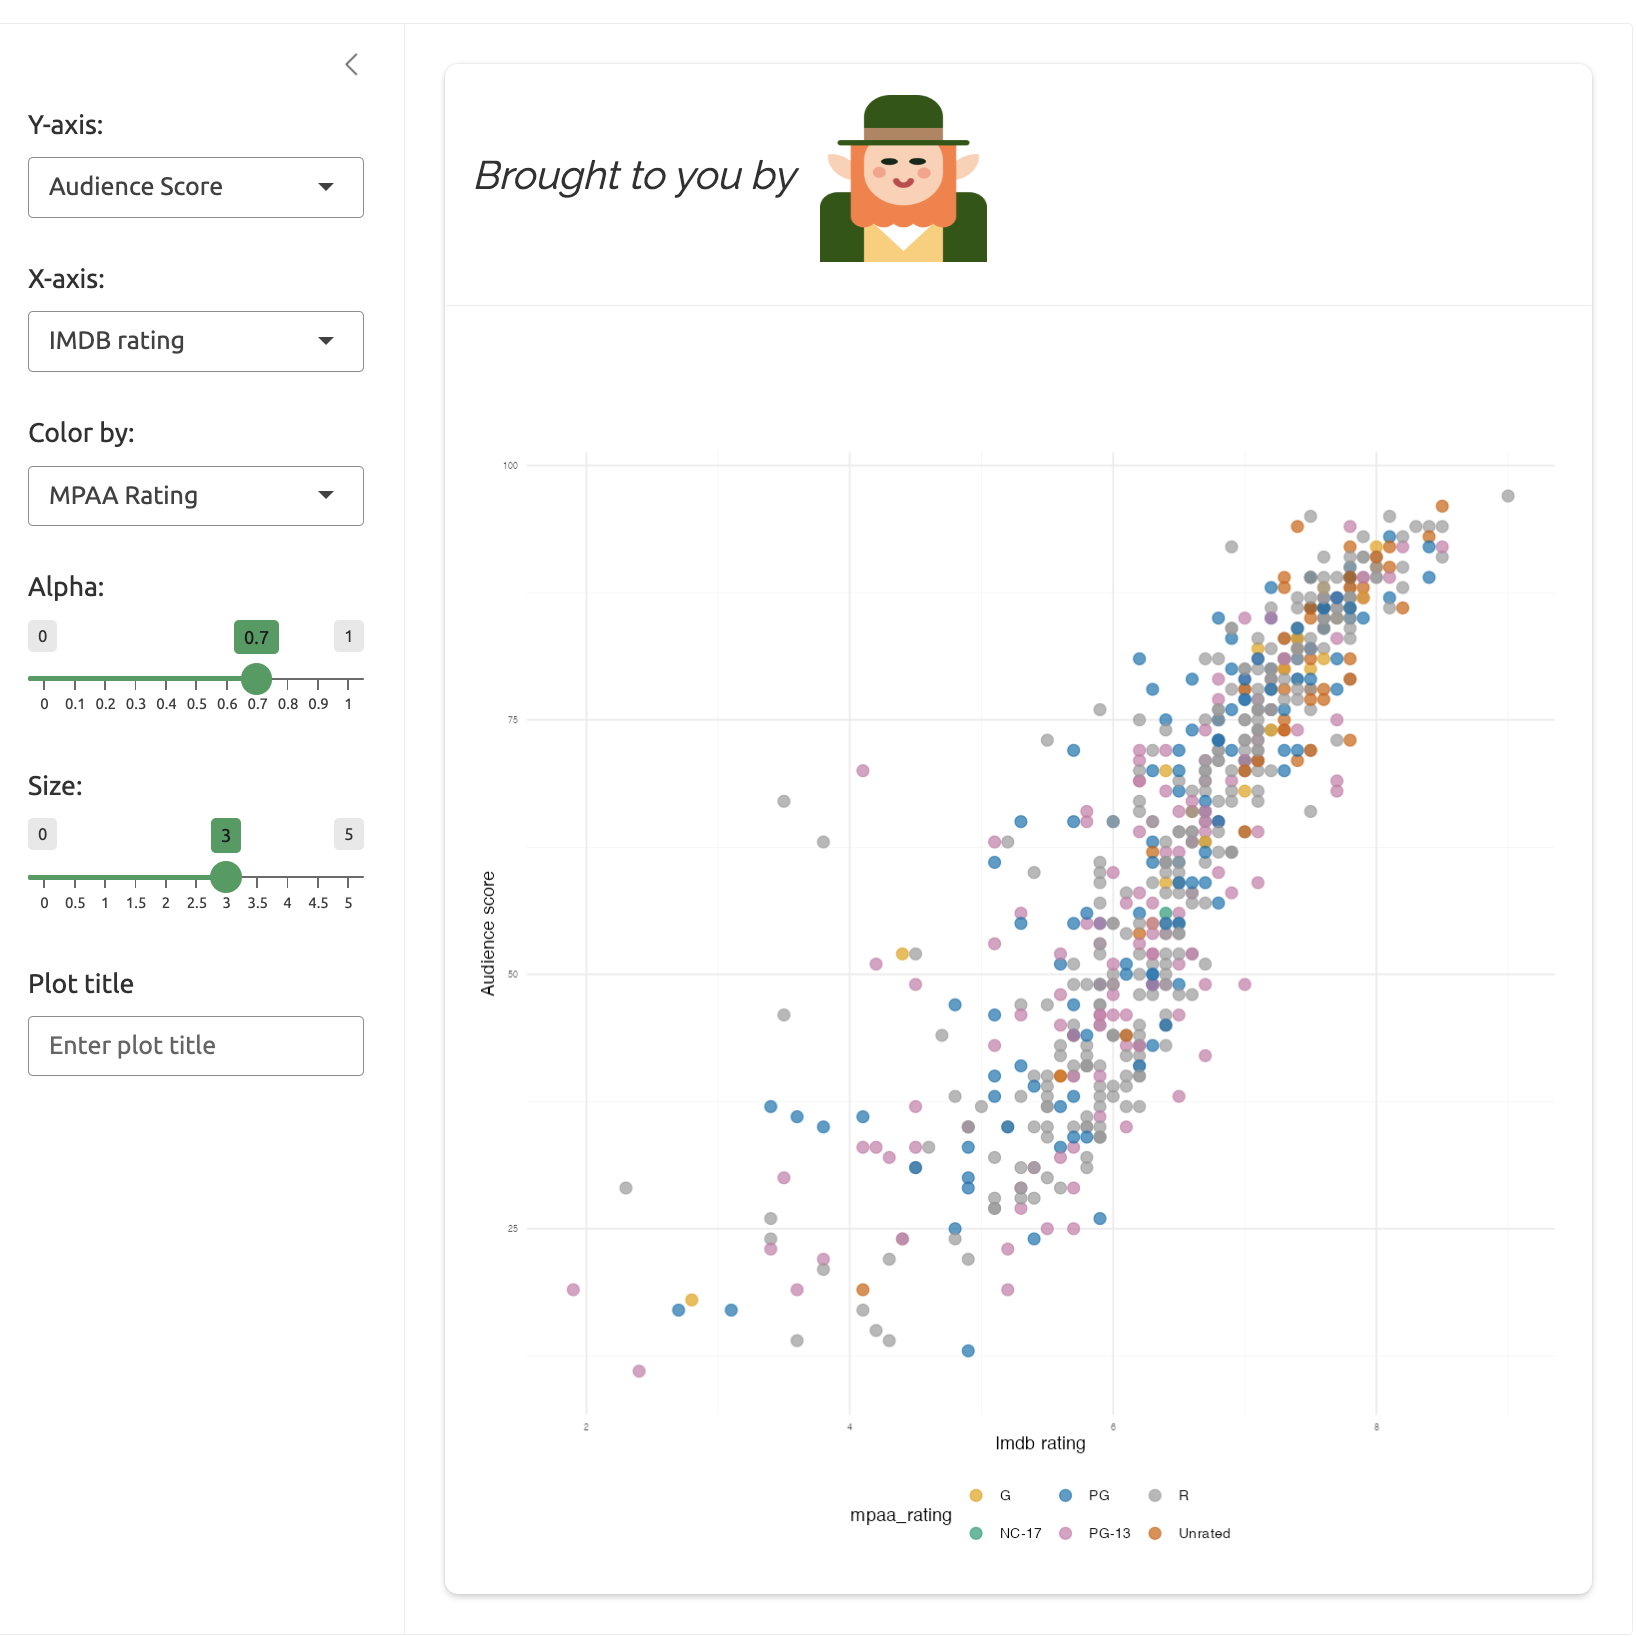 Y-axis:
Audience Score
X-axis:
IMDB rating
Color by:
MPAA Rating
Alpha:
0 0.7 1
0 0.1 0.2 0.3 0.4 0.5 0.6 0.7 0.8 0.9 1
Size:
0 3 5
0 0.5 1 1.5 2 2.5 3 3.5 4 4.5 5
Plot title
Enter plot title
Brought to you by
100
75
50
25
Audience score
2 4 6 8
Imdb rating
mpaa_rating
G PG R
NC-17 PG-13 Unrated